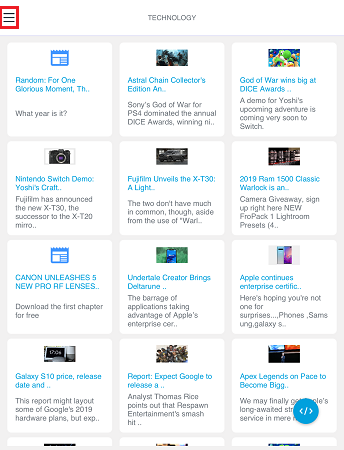 TECHNOLOGY
Random: For One
Glorious Moment, Th..
What year is it?
Astral Chain Collector's
Edition An..
Sony's God of War for
PS4 dominated the annual
DICE Awards, winning ni..
God of War wins big at
DICE Awards ..
A demo for Yoshi's
upcoming adventure is
coming very soon to
Switch.
Nintendo Switch Demo:
Yoshi's Craft..
Fujifilm has announced
the new X-T30, the
successor to the X-T20
mirro..
Fujifilm Unveils the X-T30:
A Light..
The two don't have much
in common, though, aside
from the use of "Warl..
2019 Ram 1500 Classic
Warlock is an..
Camera Giveaway, sign
up right here NEW
FroPack 1 Lightroom
Presets (4..
CANON UNLEASHES 5
NEW PRO RF LENSES..
Download the first chapter
for free
Undertale Creator Brings
Deltarune ..
The barrage of
applications taking
advantage of Apple's
enterprise cer..
Apple continues
enterprise certific..
Here's hoping you're not
one for
surprises...,Phones ,Sams
ung,galaxy s..
Galaxy S10 price, release
date and ..
This report might layout
some of Google's 2019
hardware plans, but exp..
17:08
Report: Expect Google to
release a ..
Analyst Thomas Rice
points out that Respawn
Entertainment's smash
hit ..
Apex Legends on Pace to
Become Bigg..
We may finally get
long-awaited
service in mere